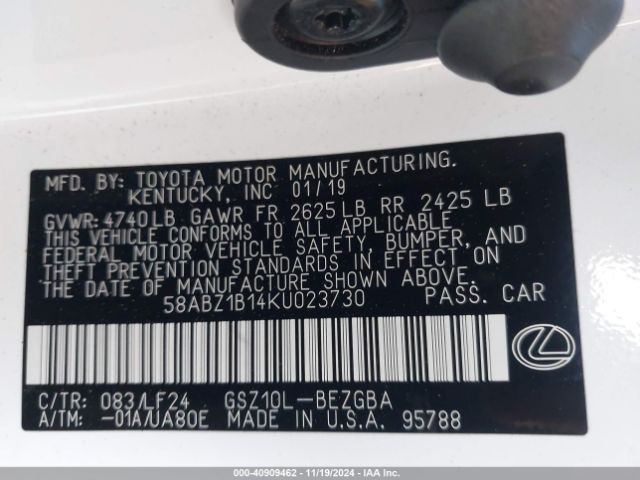 MFD. BY: TOYOTA MOTOR MANUFACTURING.
KENTUCKY, INC 01/19
GVWR: 4740LB GAWR FR 2625 LB RR 2425 LB
THIS VEHICLE CONFORMS TO ALL APPLICABLE
FEDERAL MOTOR VEHICLE SAFETY, BUMPER, AND
THEFT PREVENTION STANDARDS IN EFFECT ON
THE DATE OF MANUFACTURE SHOWN ABOVE.
58ABZ1B14KU023730 PASS. CAR
C/TR: 083/LF24 GSZ10L-BEZGBA
A/TM: -01A/UA80E MADE IN U.S.A. 95788
000-40909462 - 11/19/2024 - IAA Inc.